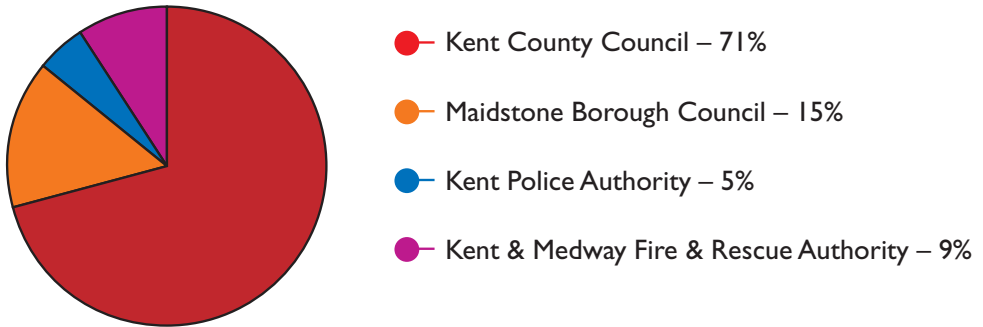 Kent County Council – 71%
Maidstone Borough Council – 15%
Kent Police Authority – 5%
Kent & Medway Fire & Rescue Authority – 9%